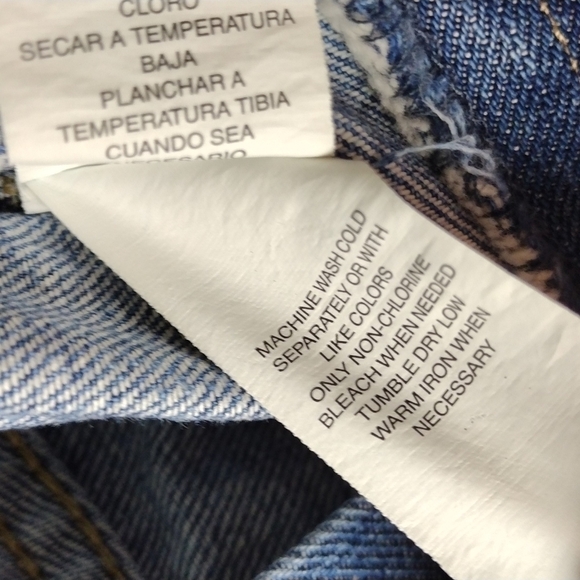 CLORO
SECAR A TEMPERATURA
BAJA
PLANCHAR A
TEMPERATURA TIBIA
CUANDO SEA
MACHINE WASH COLD
SEPARATELY OR WITH
LIKE COLORS
ONLY NON-CHLORINE
BLEACH WHEN NEEDED
TUMBLE DRY LOW
WARM IRON WHEN
NECESSARY